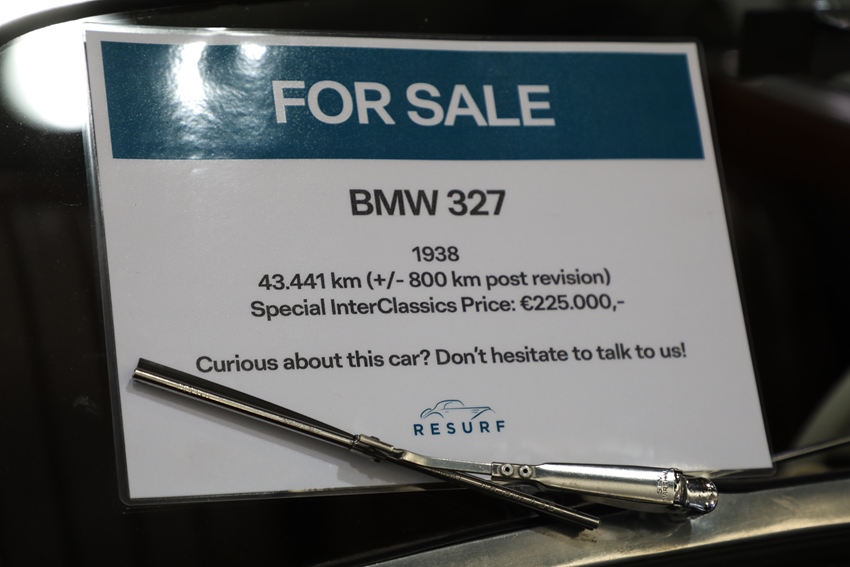 FOR SALE
BMW 327
1938
43.441 km (+/- 800 km post revision)
Special InterClassics Price: €225.000,-
Curious about this car? Don't hesitate to talk to us!
RESURF